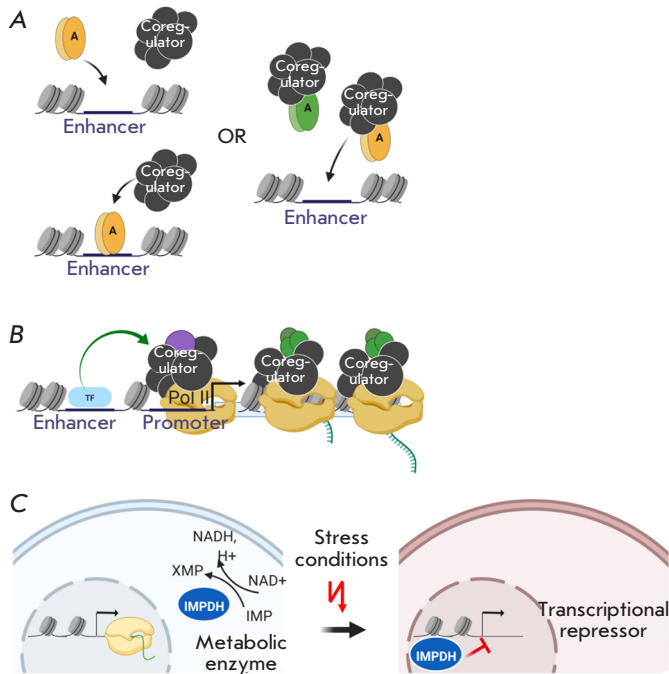 A
A
Coreg-
ulator
Enhancer
A
Coreg-
ulator
Enhancer
OR
Coreg-
ulator
A
Coreg-
ulator
A
Enhancer
B
TF
Enhancer
Coreg-
ulator
Pol II
Promoter
Coreg-
ulator
Coreg-
ulator
C
NADH,
H+
XMP
NAD+
IMPDH
IMP
Metabolic
enzyme
Stress
conditions
Transcriptional
repressor
IMPDH